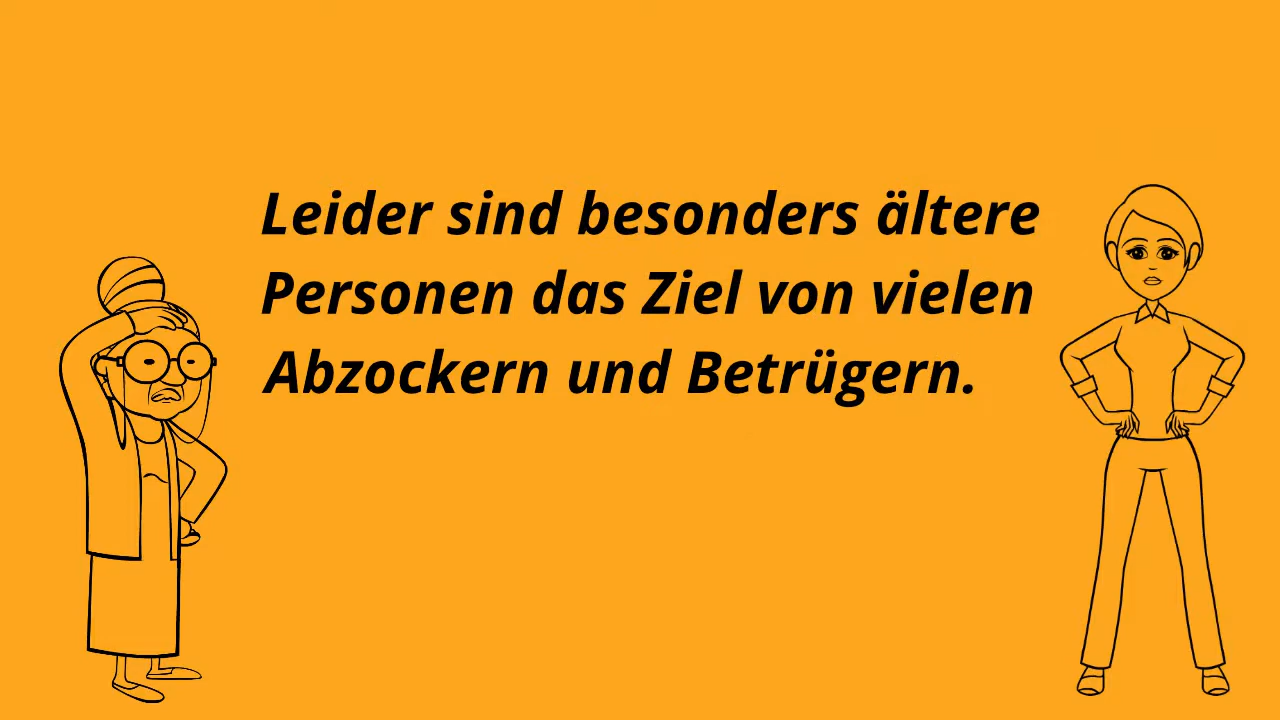 Leider sind besonders ältere
Personen das Ziel von vielen
Abzockern und Betrügern.